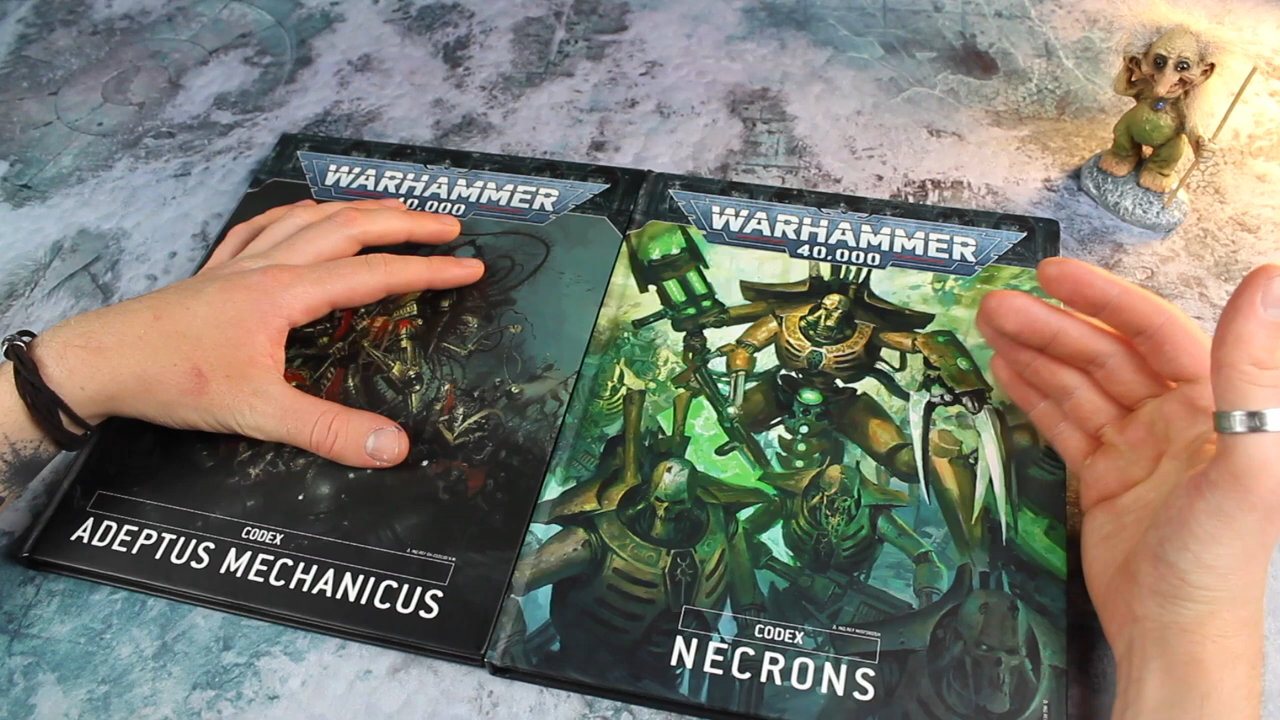 WARHAMMER
40,000
CODEX
ADEPTUS MECHANICUS
WARHAMMER
40,000
CODEX
NECRONS